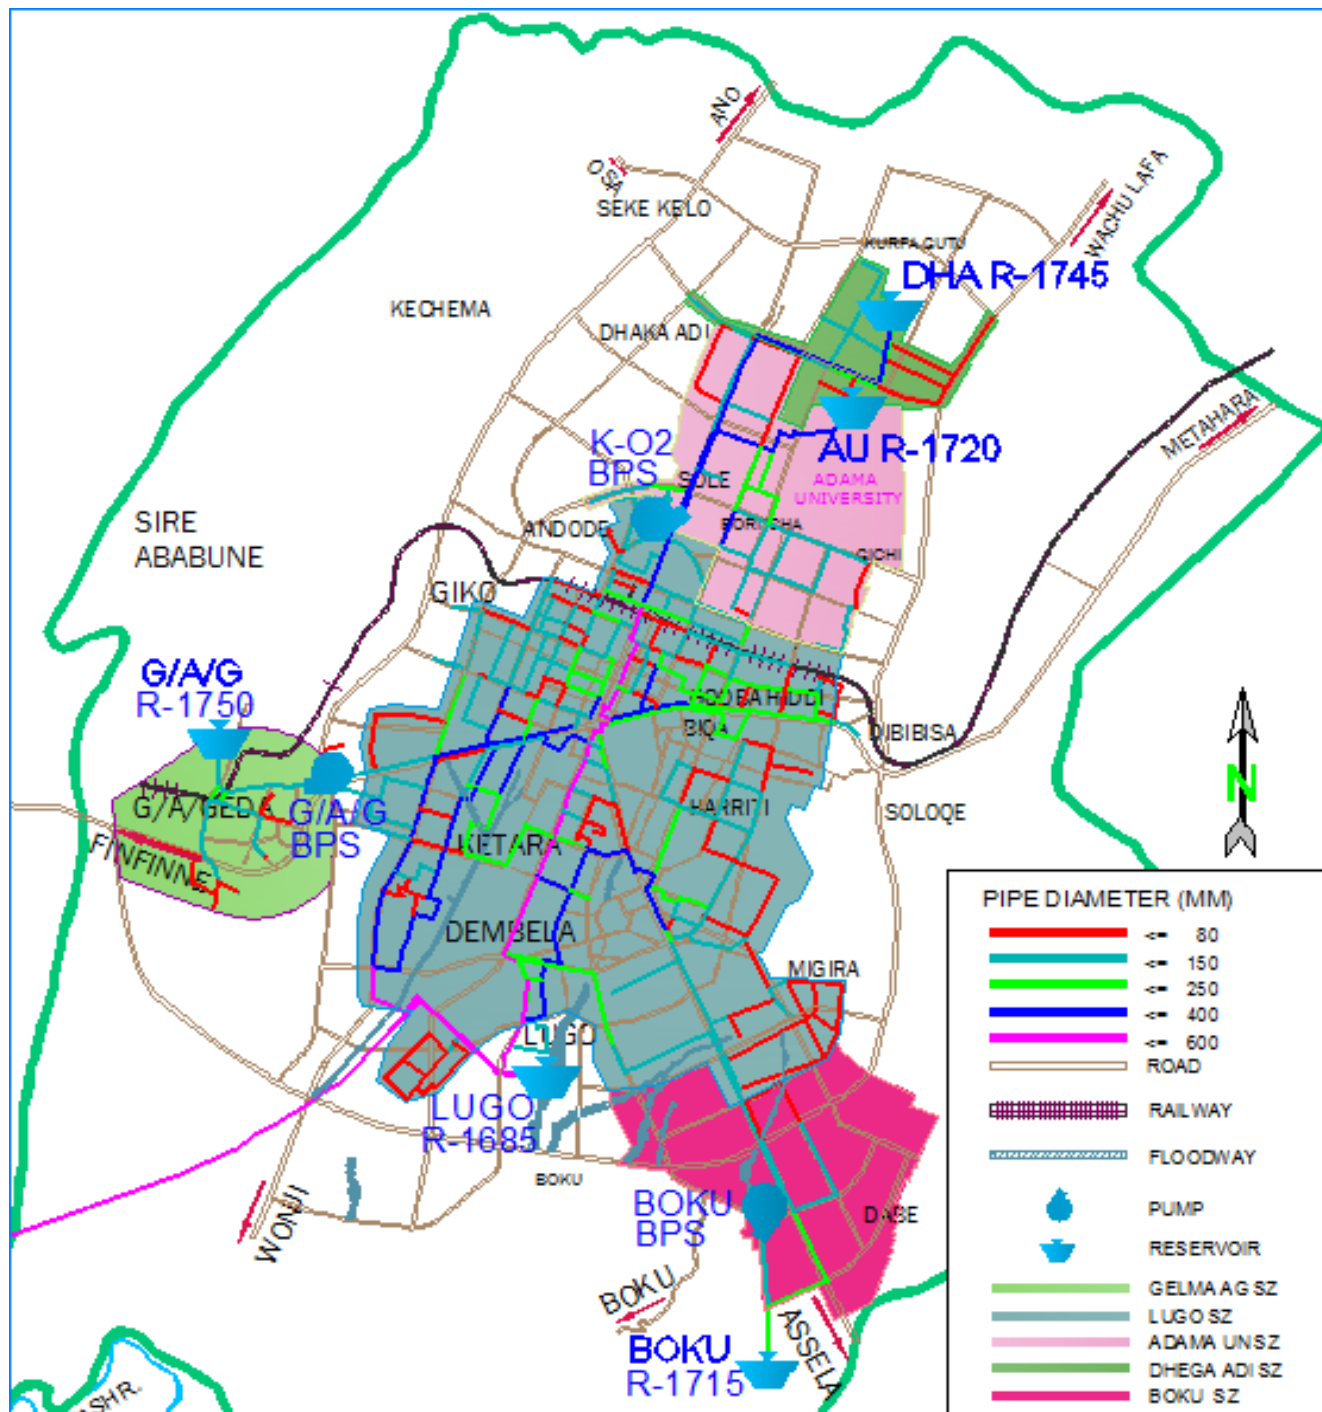 ANO
OSA
SEKE KELO
WACHU LAFA
KURPA GUTU
DHA R-1745
KECHEMA
DHAKA ADI
METAHARA
K-O2
BPS
AU R-1720
SOLE
ADAMA
UNIVERSITY
SIRE
ABABUNE
ANDODE
GICHI
GIKO
G/A/G
R-1750
BIQA
DIBIBISA
G/A/GEDA
G/A/G
BPS
HARRITI
SOLOQE
FINFINNE
KETARA
N
DEMBELA
MIGIRA
LUGO
LUGO
R-1685
BOKU
BOKU
BPS
DABE
WONJI
BOKU
ASSELA
BOKU
R-1715
ASH R.
PIPE DIAMETER (MM)
<= 80
<= 150
<= 250
<= 400
<= 600
ROAD
RAILWAY
FLOODWAY
PUMP
RESERVOIR
GELMA AG SZ
LUGO SZ
ADAMA UN SZ
DHEGA ADI SZ
BOKU SZ